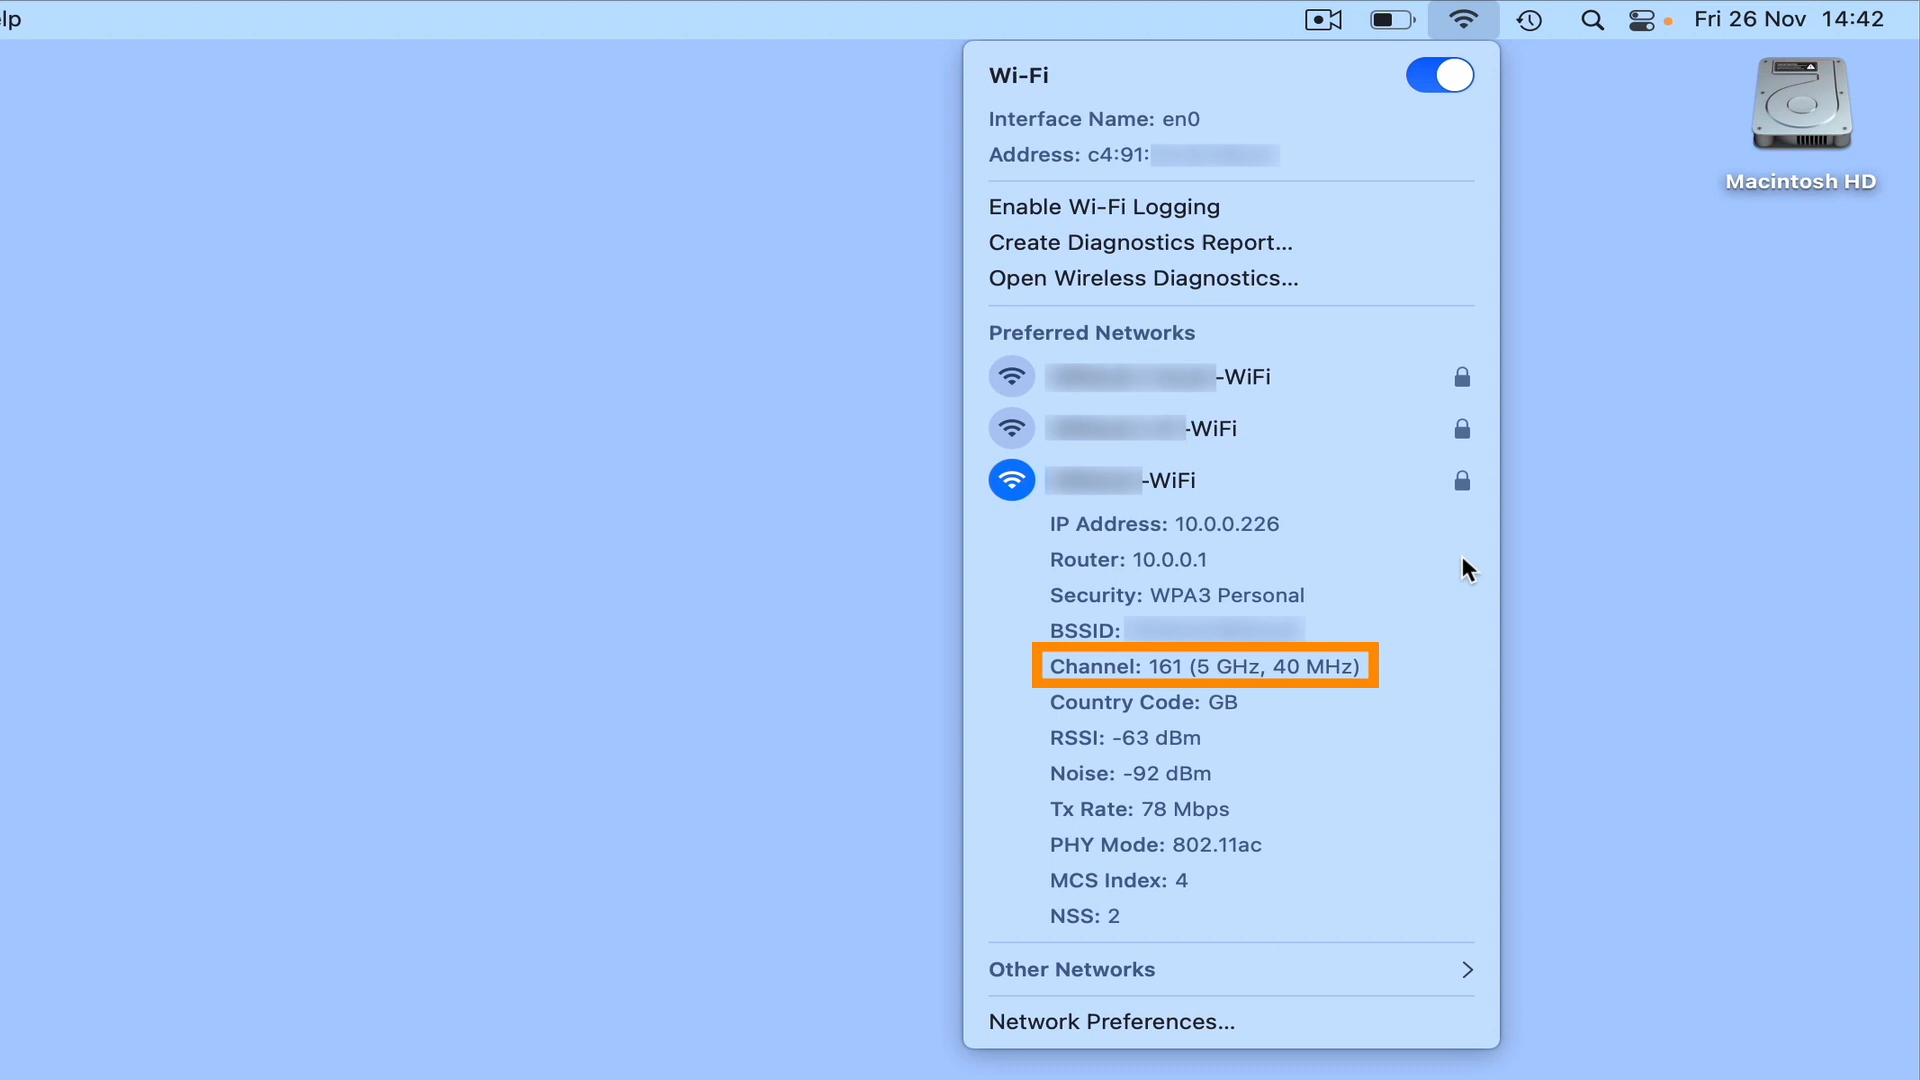 lp
Fri 26 Nov 14:42
Wi-Fi
Interface Name: en0
Address: c4:91:
Macintosh HD
Enable Wi-Fi Logging
Create Diagnostics Report...
Open Wireless Diagnostics...
Preferred Networks
-WiFi
-WiFi
-WiFi
IP Address: 10.0.0.226
Router: 10.0.0.1
Security: WPA3 Personal
BSSID:
Channel: 161 (5 GHz, 40 MHz)
Country Code: GB
RSSI: -63 dBm
Noise: -92 dBm
Tx Rate: 78 Mbps
PHY Mode: 802.11ac
MCS Index: 4
NSS: 2
Other Networks
Network Preferences...